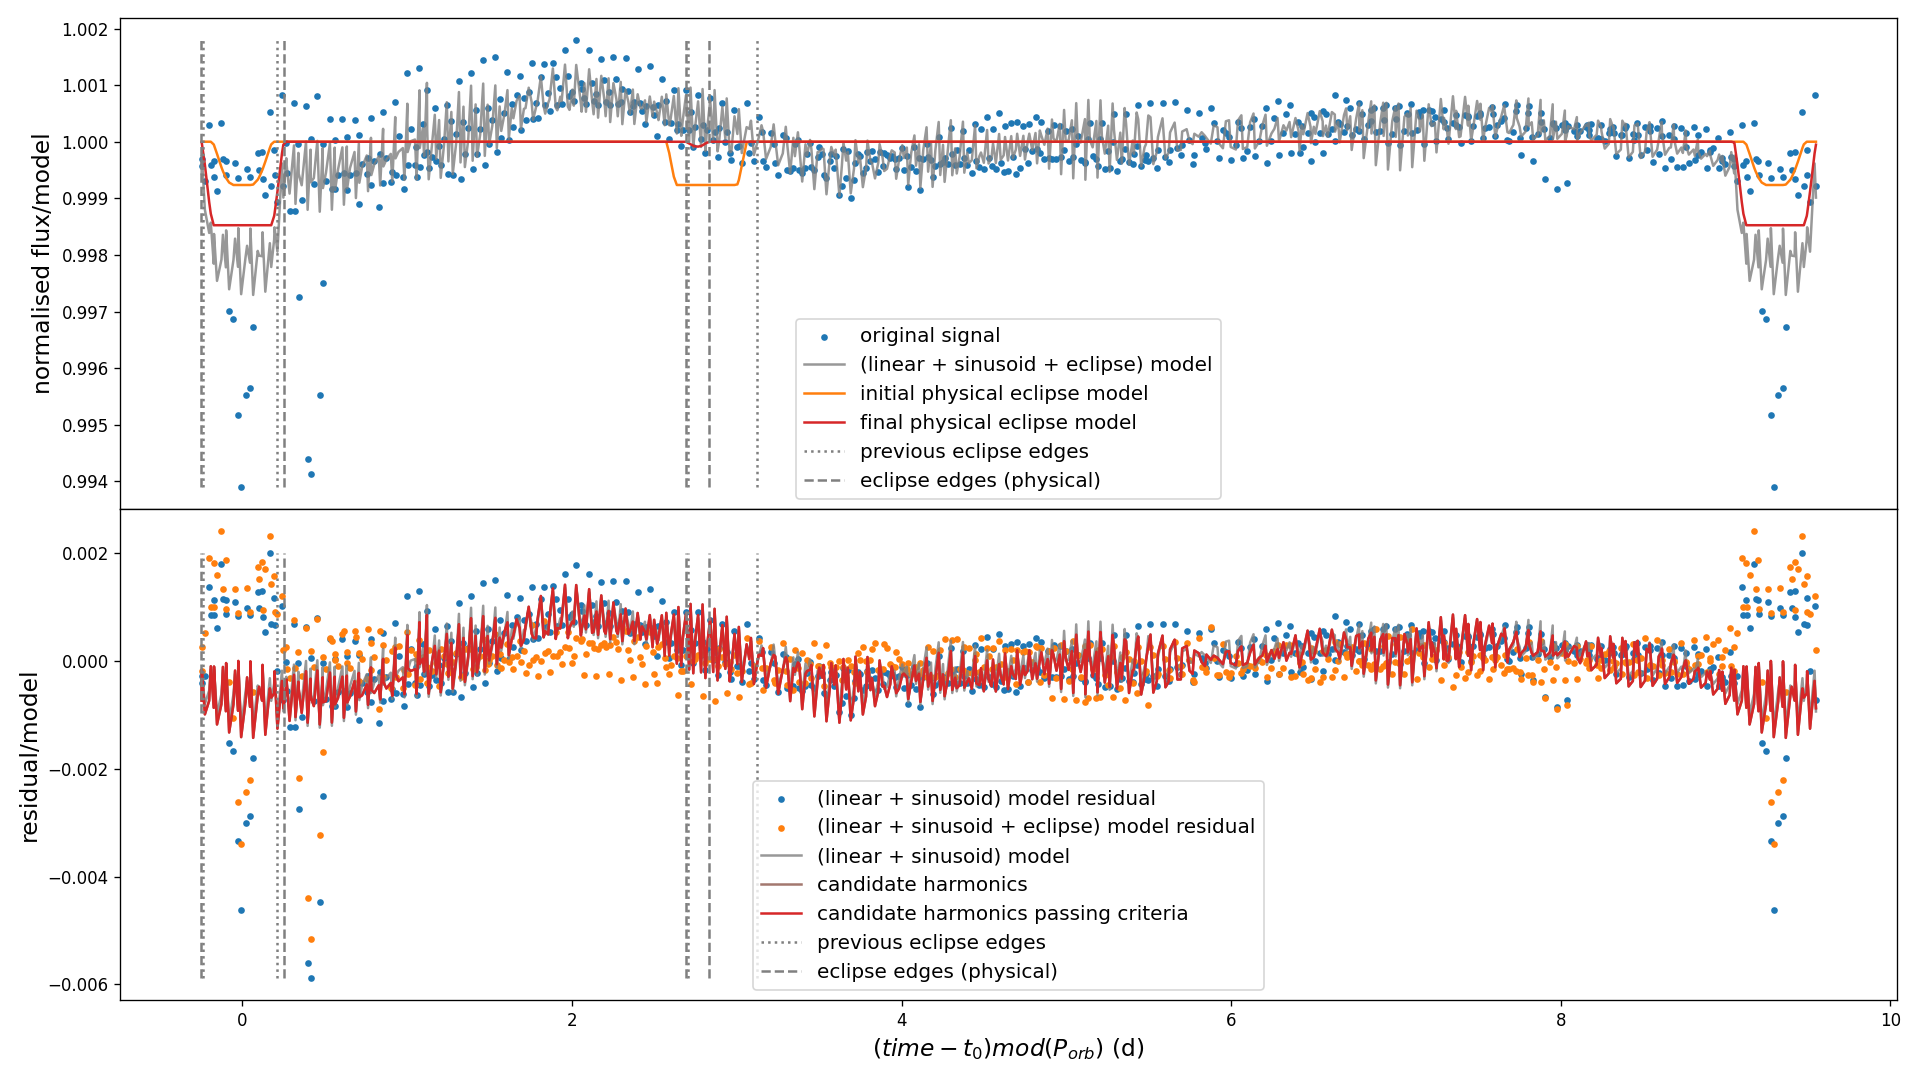 1.002
1.001
1.000
0.999
0.998
0.997
0.996
0.995
0.994
normalised flux/model
original signal
(linear + sinusoid + eclipse) model
initial physical eclipse model
final physical eclipse model
previous eclipse edges
eclipse edges (physical)
0.002
0.000
−0.002
−0.004
−0.006
residual/model
(linear + sinusoid) model residual
(linear + sinusoid + eclipse) model residual
(linear + sinusoid) model
candidate harmonics
candidate harmonics passing criteria
previous eclipse edges
eclipse edges (physical)
0 2 4 6 8 10
(time − t₀)mod(P_orb) (d)